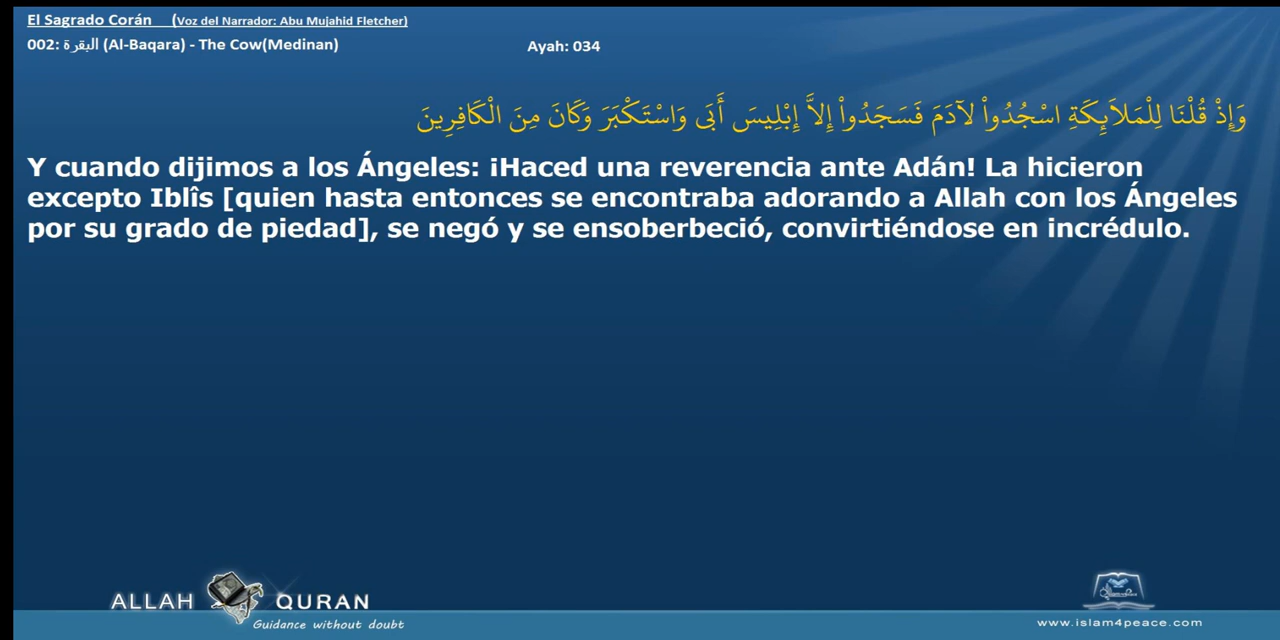 El Sagrado Corán (Voz del Narrador: Abu Mujahid Fletcher)
002: البقرة (Al-Baqara) - The Cow(Medinan) Ayah: 034
وَإِذْ قُلْنَا لِلْمَلاَئِكَةِ اسْجُدُواْ لآدَمَ فَسَجَدُواْ إِلاَّ إِبْلِيسَ أَبَى وَاسْتَكْبَرَ وَكَانَ مِنَ الْكَافِرِينَ
Y cuando dijimos a los Ángeles: ¡Haced una reverencia ante Adán! La hicieron
excepto Iblîs [quien hasta entonces se encontraba adorando a Allah con los Ángeles
por su grado de piedad], se negó y se ensoberbeció, convirtiéndose en incrédulo.
ALLAH QURAN
Guidance without doubt
www.islam4peace.com